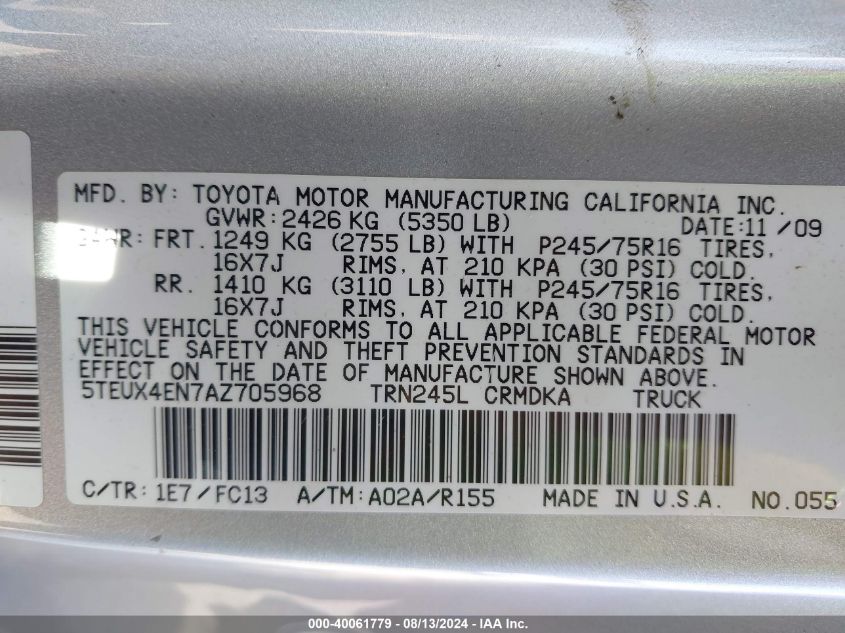 MFD. BY: TOYOTA MOTOR MANUFACTURING CALIFORNIA INC.
GVWR: 2426 KG (5350 LB) DATE: 11 /09
GAWR: FRT. 1249 KG (2755 LB) WITH P245/75R16 TIRES,
16X7J RIMS, AT 210 KPA (30 PSI) COLD.
RR. 1410 KG (3110 LB) WITH P245/75R16 TIRES,
16X7J RIMS, AT 210 KPA (30 PSI) COLD.
THIS VEHICLE CONFORMS TO ALL APPLICABLE FEDERAL MOTOR
VEHICLE SAFETY AND THEFT PREVENTION STANDARDS IN
EFFECT ON THE DATE OF MANUFACTURE SHOWN ABOVE.
5TEUX4EN7AZ705968 TRN245L CRMDKA TRUCK
C/TR: 1E7/FC13 A/TM: A02A/R155 MADE IN U.S.A. NO.055
000-40061779 - 08/13/2024 - IAA, Inc.